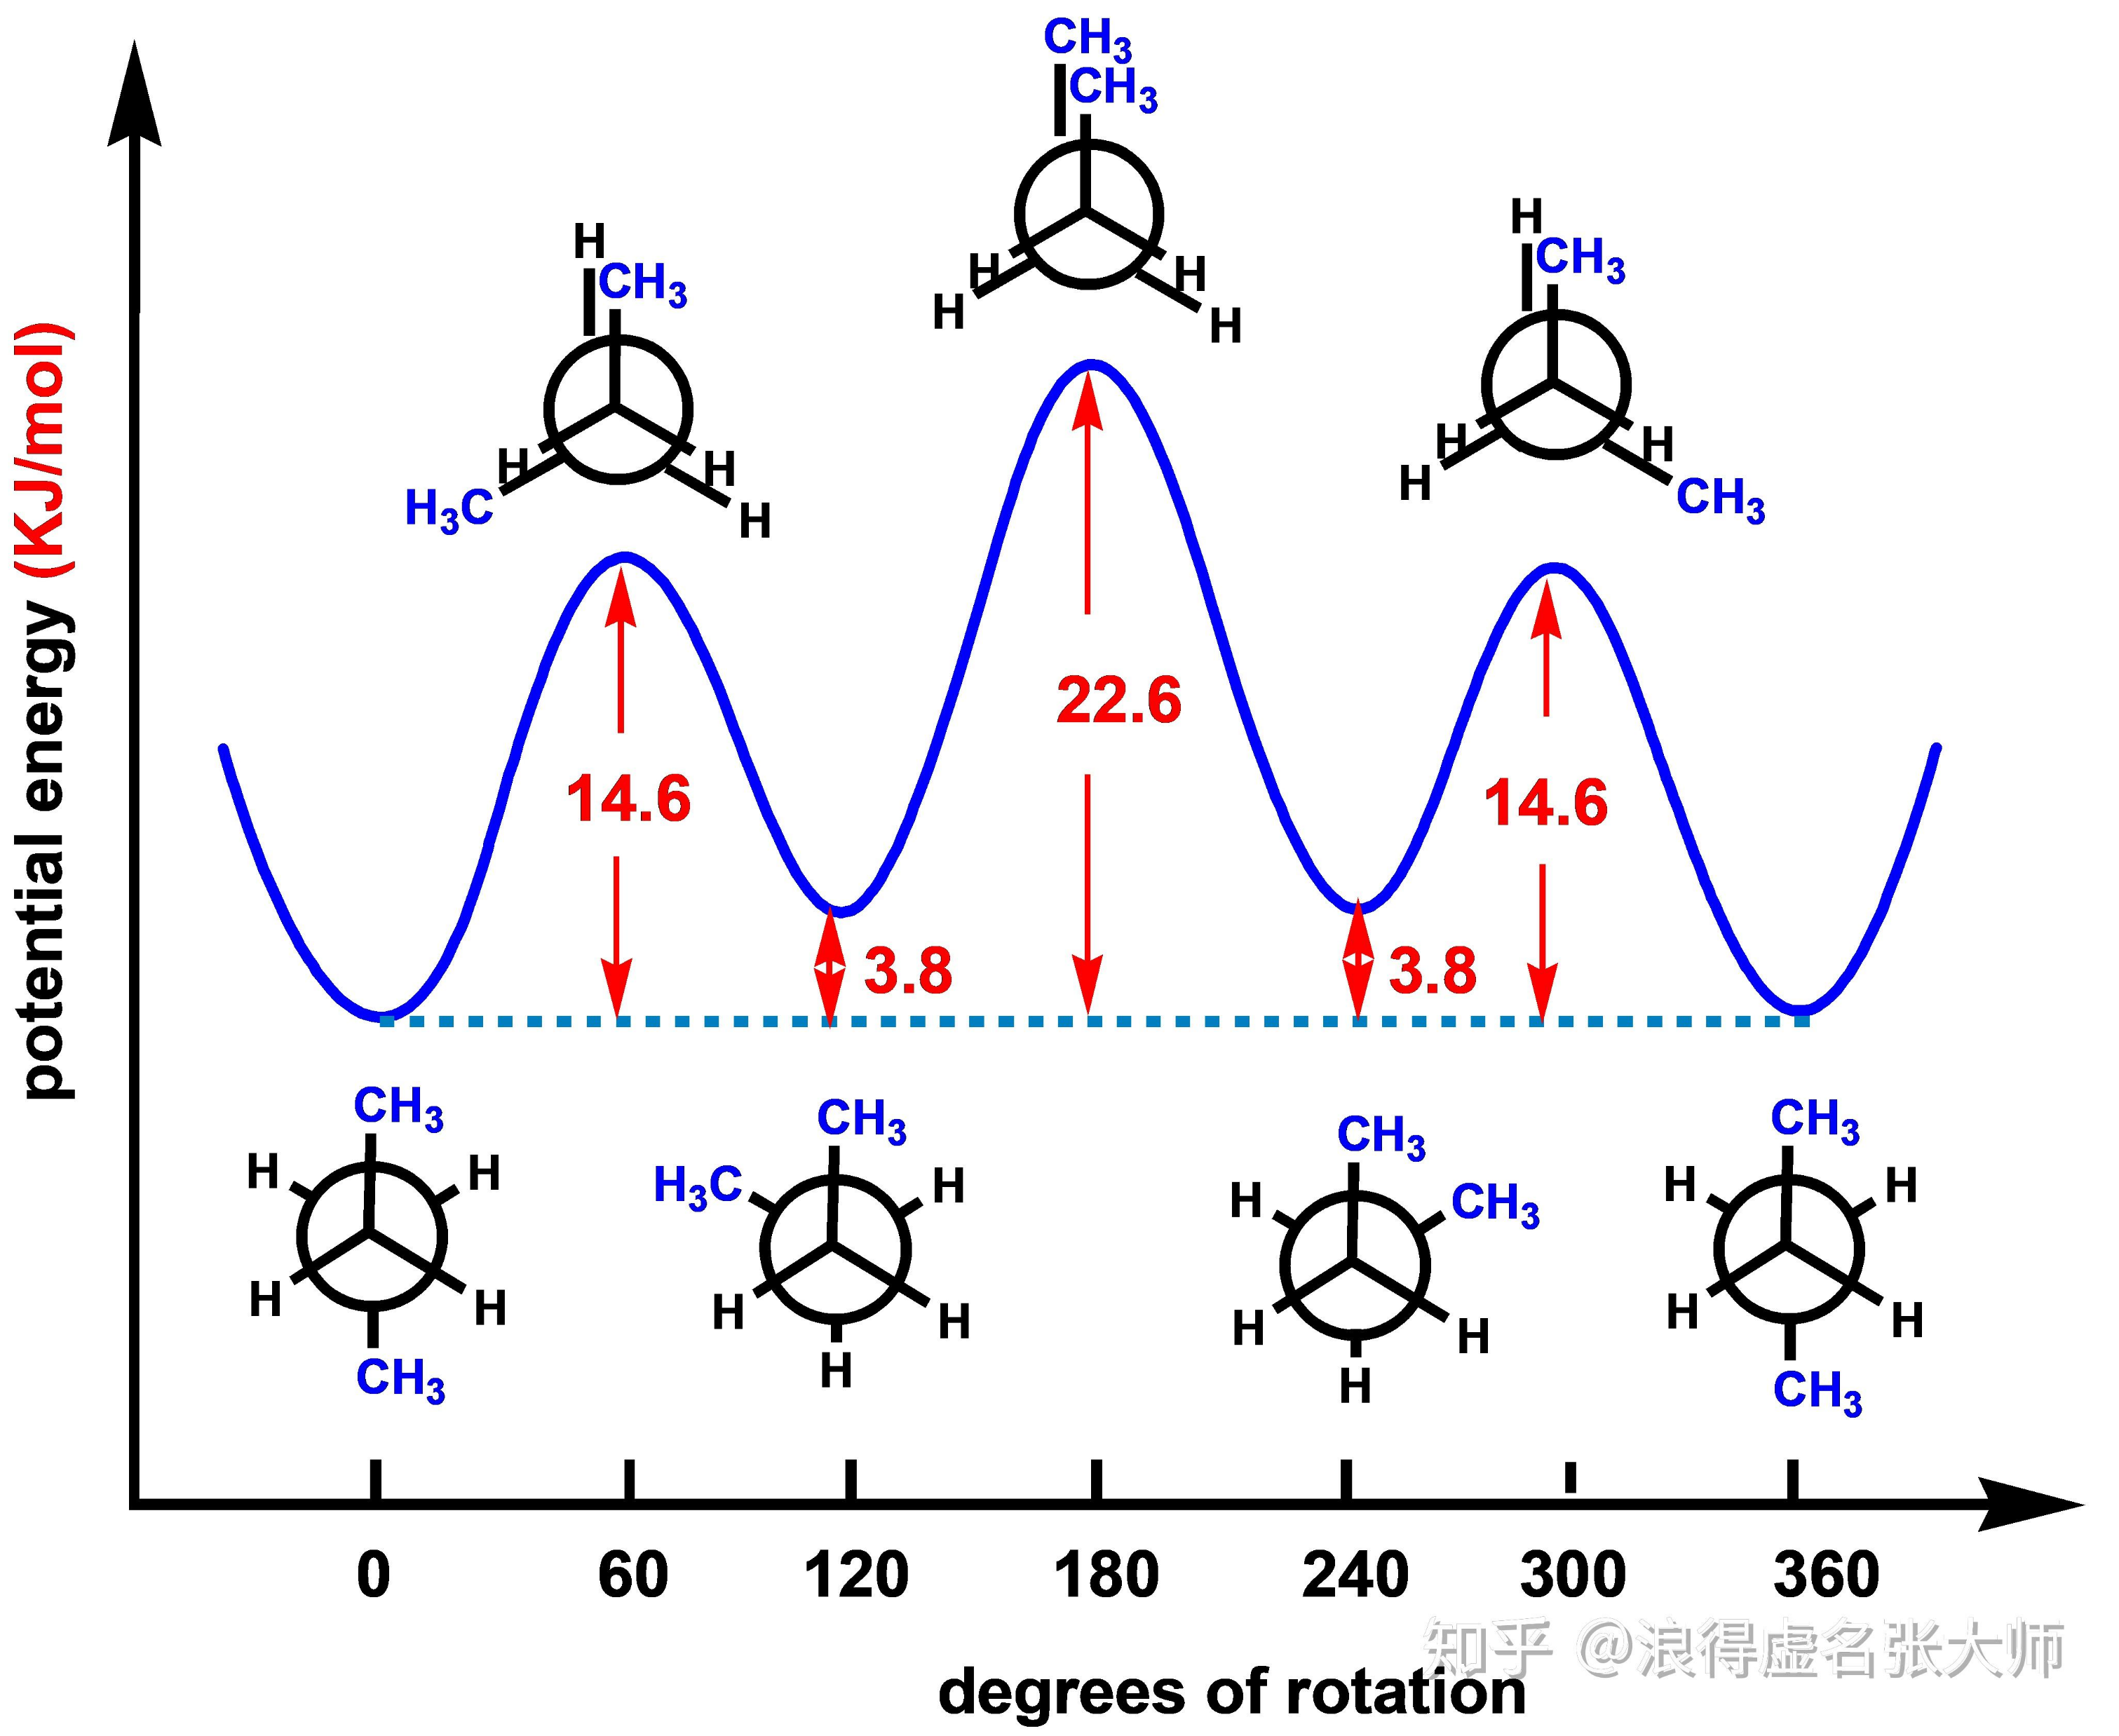 CH3
CH3
H
H
H
H
H
CH3
H
H3C
H
H
H
CH3
H
H
H
CH3
potential energy (KJ/mol)
14.6
22.6
14.6
3.8
3.8
CH3
H
H
H
H
CH3
CH3
H3C
H
H
H
H
CH3
H
CH3
H
H
H
CH3
H
H
H
H
CH3
0
60
120
180
240
300
360
知乎 @浪得虚名张大师
degrees of rotation